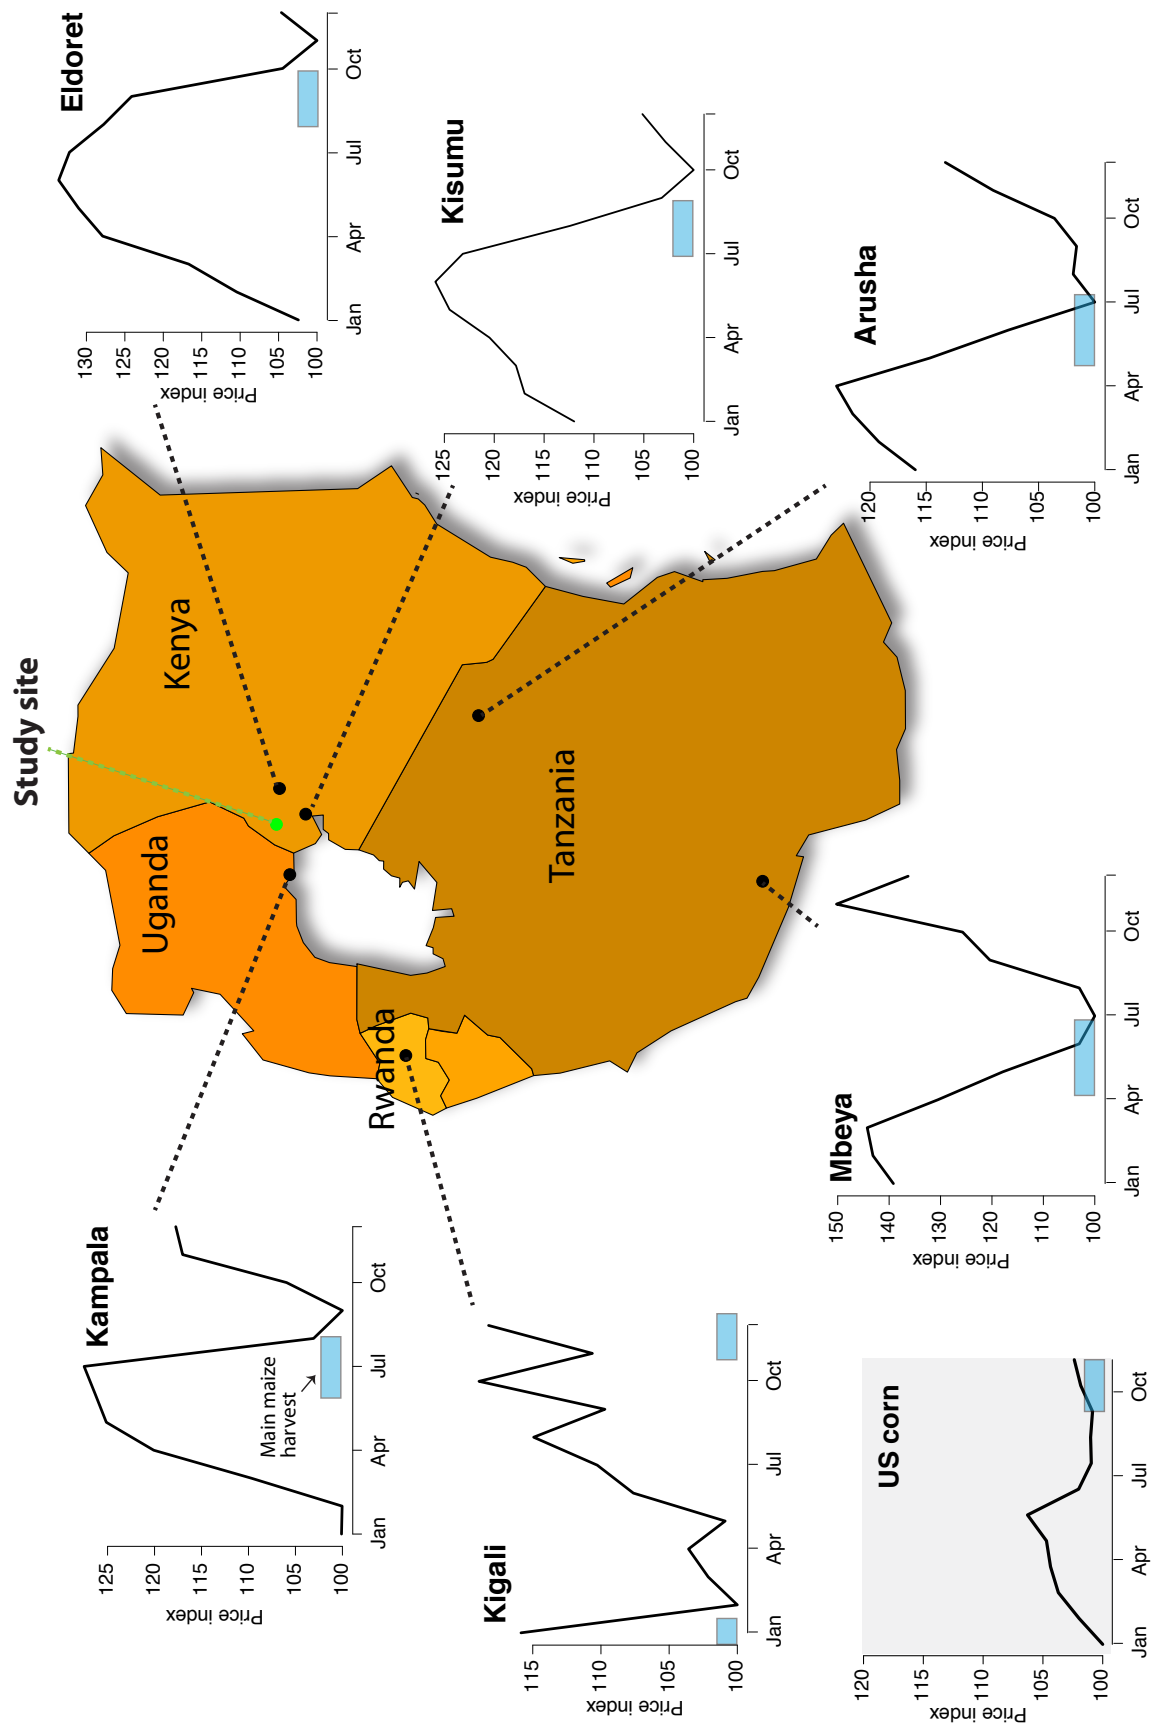 Study site
Kampala
Price index
100
105
110
115
120
125
Jan
Apr
Jul
Oct
Main maize
harvest
Uganda
Kenya
Rwanda
Tanzania
Eldoret
Price index
100
105
110
115
120
125
130
Jan
Apr
Jul
Oct
Kigali
Price index
100
105
110
115
Jan
Apr
Jul
Oct
Kisumu
Price index
100
105
110
115
120
125
Jan
Apr
Jul
Oct
US corn
Price index
100
105
110
115
120
Jan
Apr
Jul
Oct
Mbeya
Price index
100
110
120
130
140
150
Jan
Apr
Jul
Oct
Arusha
Price index
100
105
110
115
120
Jan
Apr
Jul
Oct